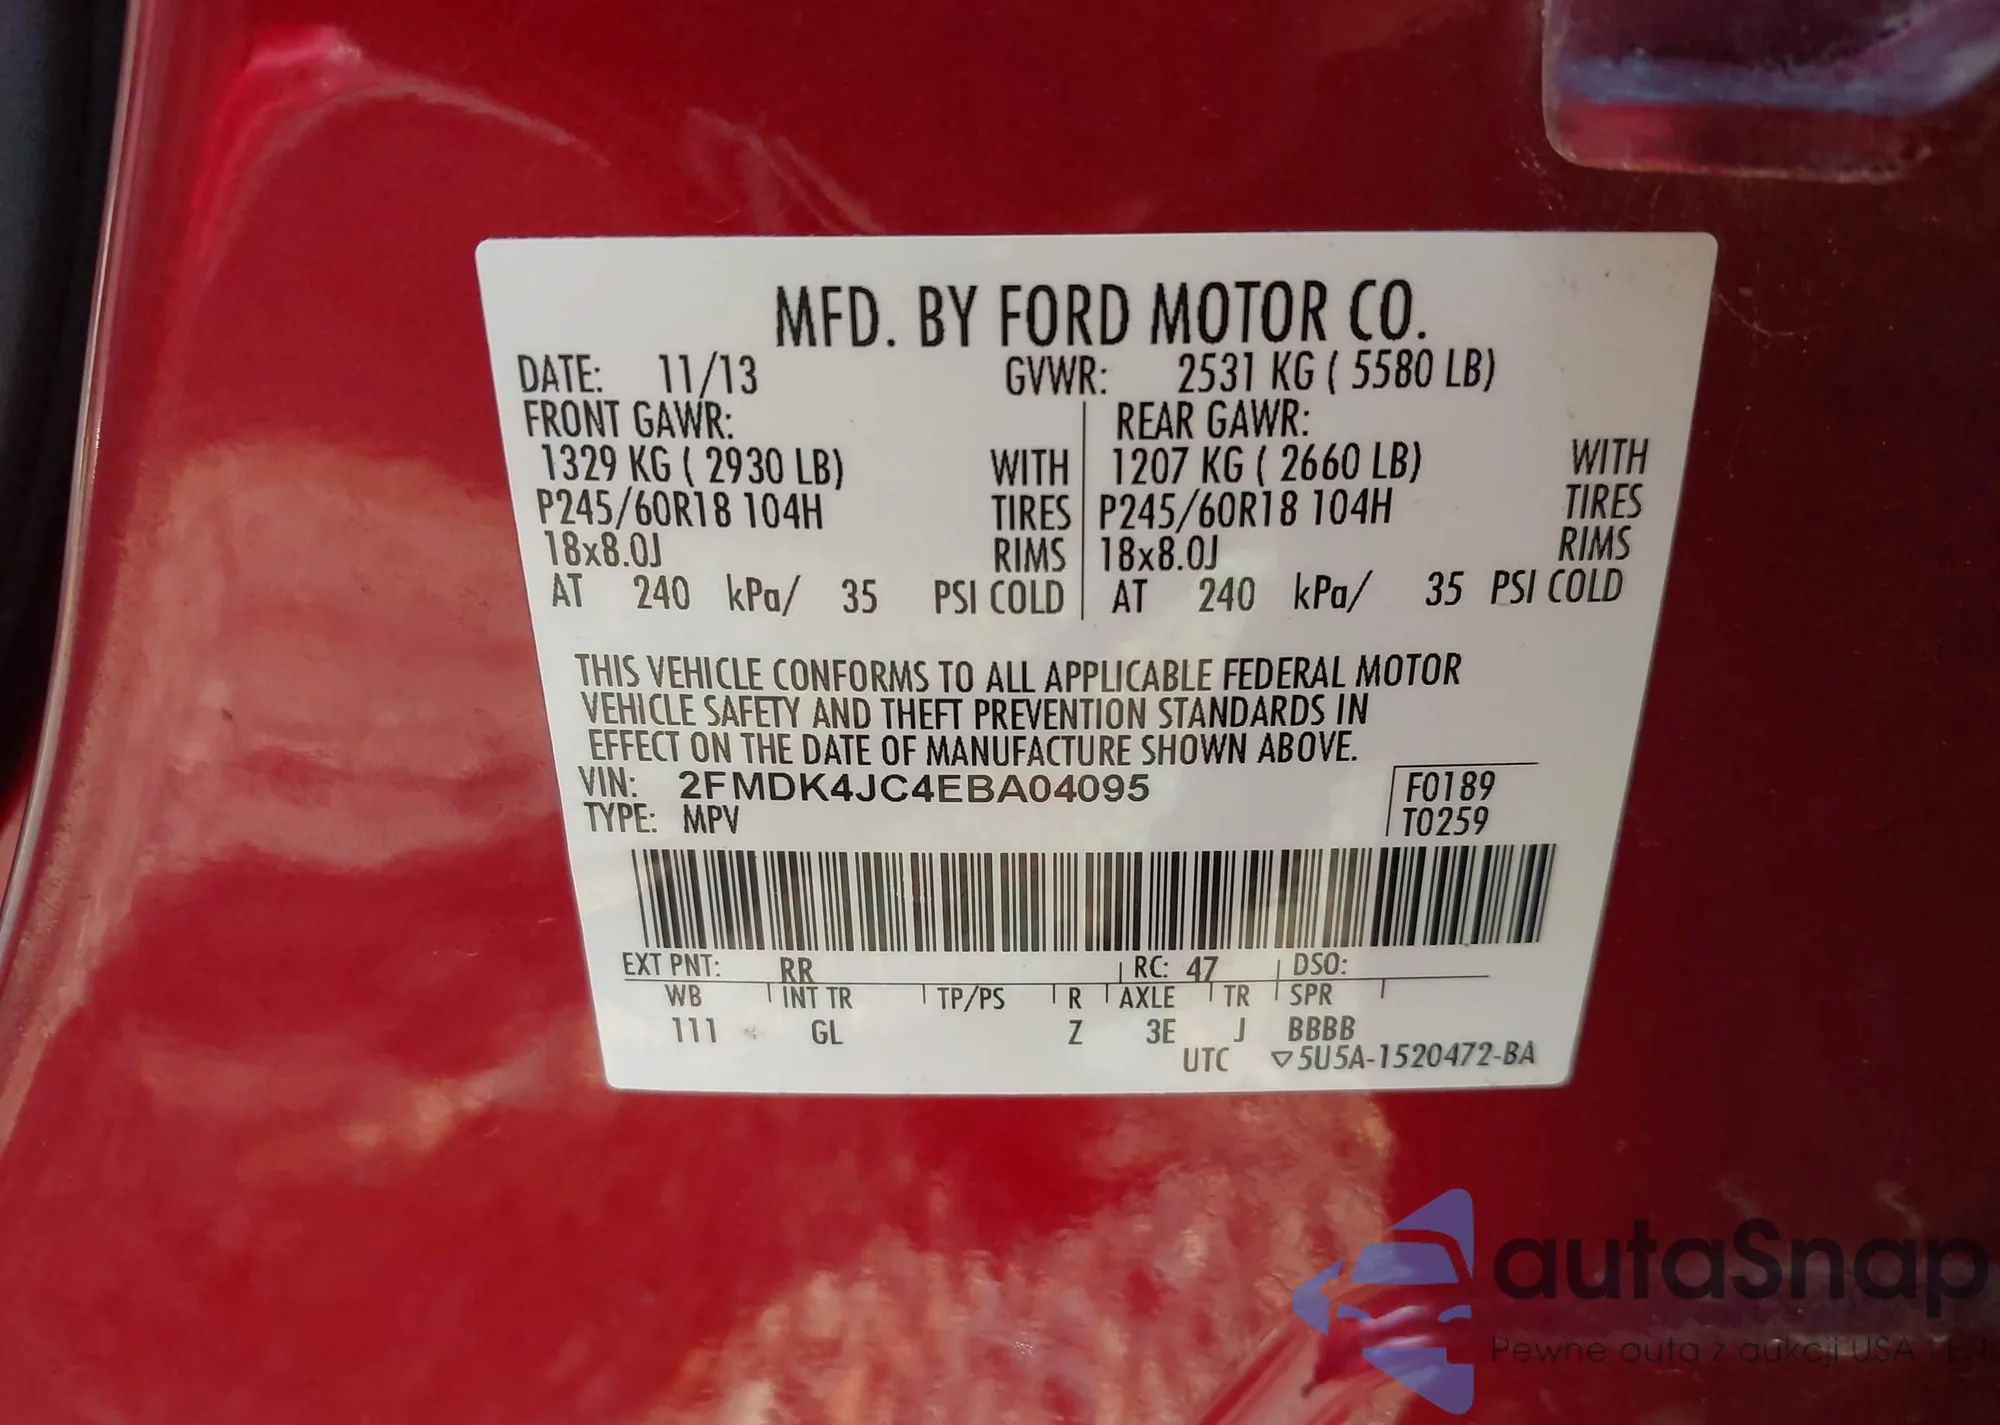 MFD. BY FORD MOTOR CO.
DATE: 11/13 GVWR: 2531 KG ( 5580 LB)
FRONT GAWR: REAR GAWR:
1329 KG ( 2930 LB) WITH 1207 KG ( 2660 LB) WITH
P245/60R18 104H TIRES P245/60R18 104H TIRES
18x8.0J RIMS 18x8.0J RIMS
AT 240 kPa/ 35 PSI COLD AT 240 kPa/ 35 PSI COLD
THIS VEHICLE CONFORMS TO ALL APPLICABLE FEDERAL MOTOR
VEHICLE SAFETY AND THEFT PREVENTION STANDARDS IN
EFFECT ON THE DATE OF MANUFACTURE SHOWN ABOVE.
VIN: 2FMDK4JC4EBA04095 F0189
TYPE: MPV T0259
EXT PNT: RR RC: 47 DSO:
WB INT TR TP/PS R AXLE TR SPR
111 GL Z 3E J BBBB
UTC ▽5U5A-1520472-BA
autaSnap
Pewne auta z aukcji USA i